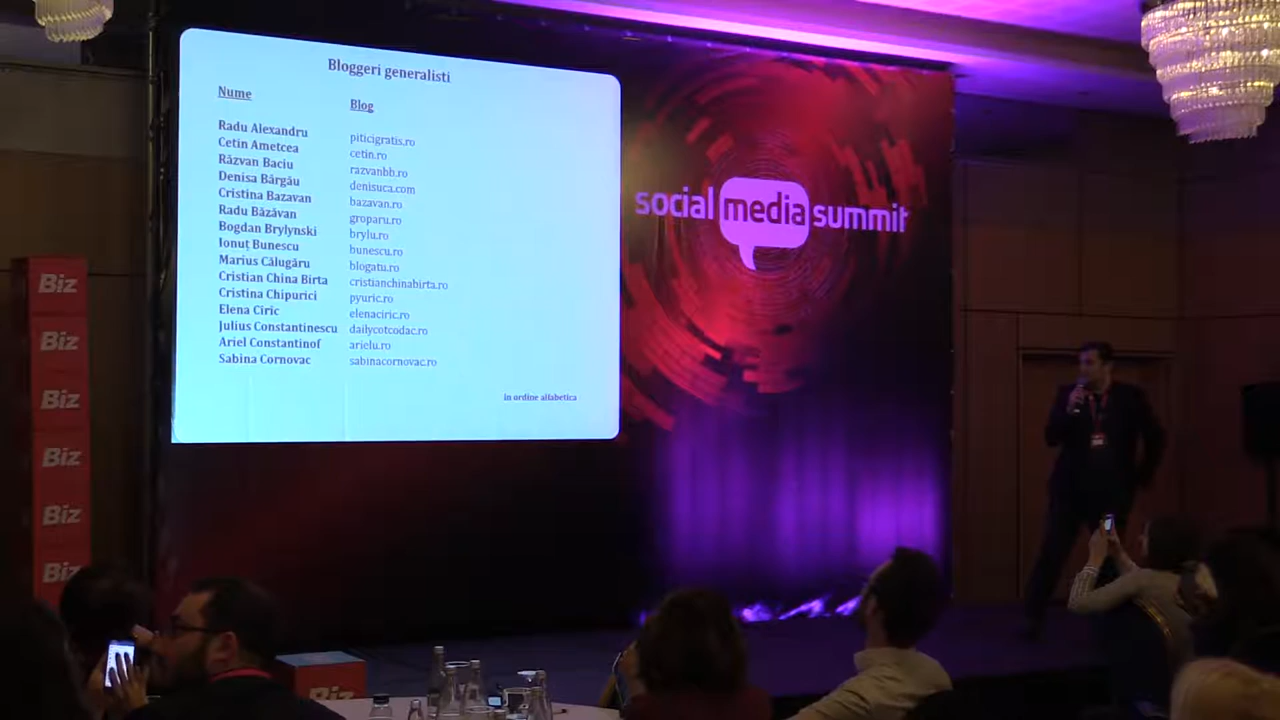 Bloggeri generalisti
Nume Blog
Radu Alexandru piticigratis.ro
Cetin Ametcea cetin.ro
Răzvan Baciu razvanbb.ro
Denisa Bârgău denisuca.com
Cristina Bazavan bazavan.ro
Radu Băzăvan groparu.ro
Bogdan Brylynski brylu.ro
Ionuț Bunescu bunescu.ro
Marius Călugăru blogatu.ro
Cristian China Birta cristianchinabirta.ro
Cristina Chipurici pyuric.ro
Elena Ciric elenaciric.ro
Julius Constantinescu dailycotcodac.ro
Ariel Constantinof arielu.ro
Sabina Cornovac sabinacornovac.ro
in ordine alfabetica
social media summit
Biz
Biz
Biz
Biz
Biz
Biz
Biz